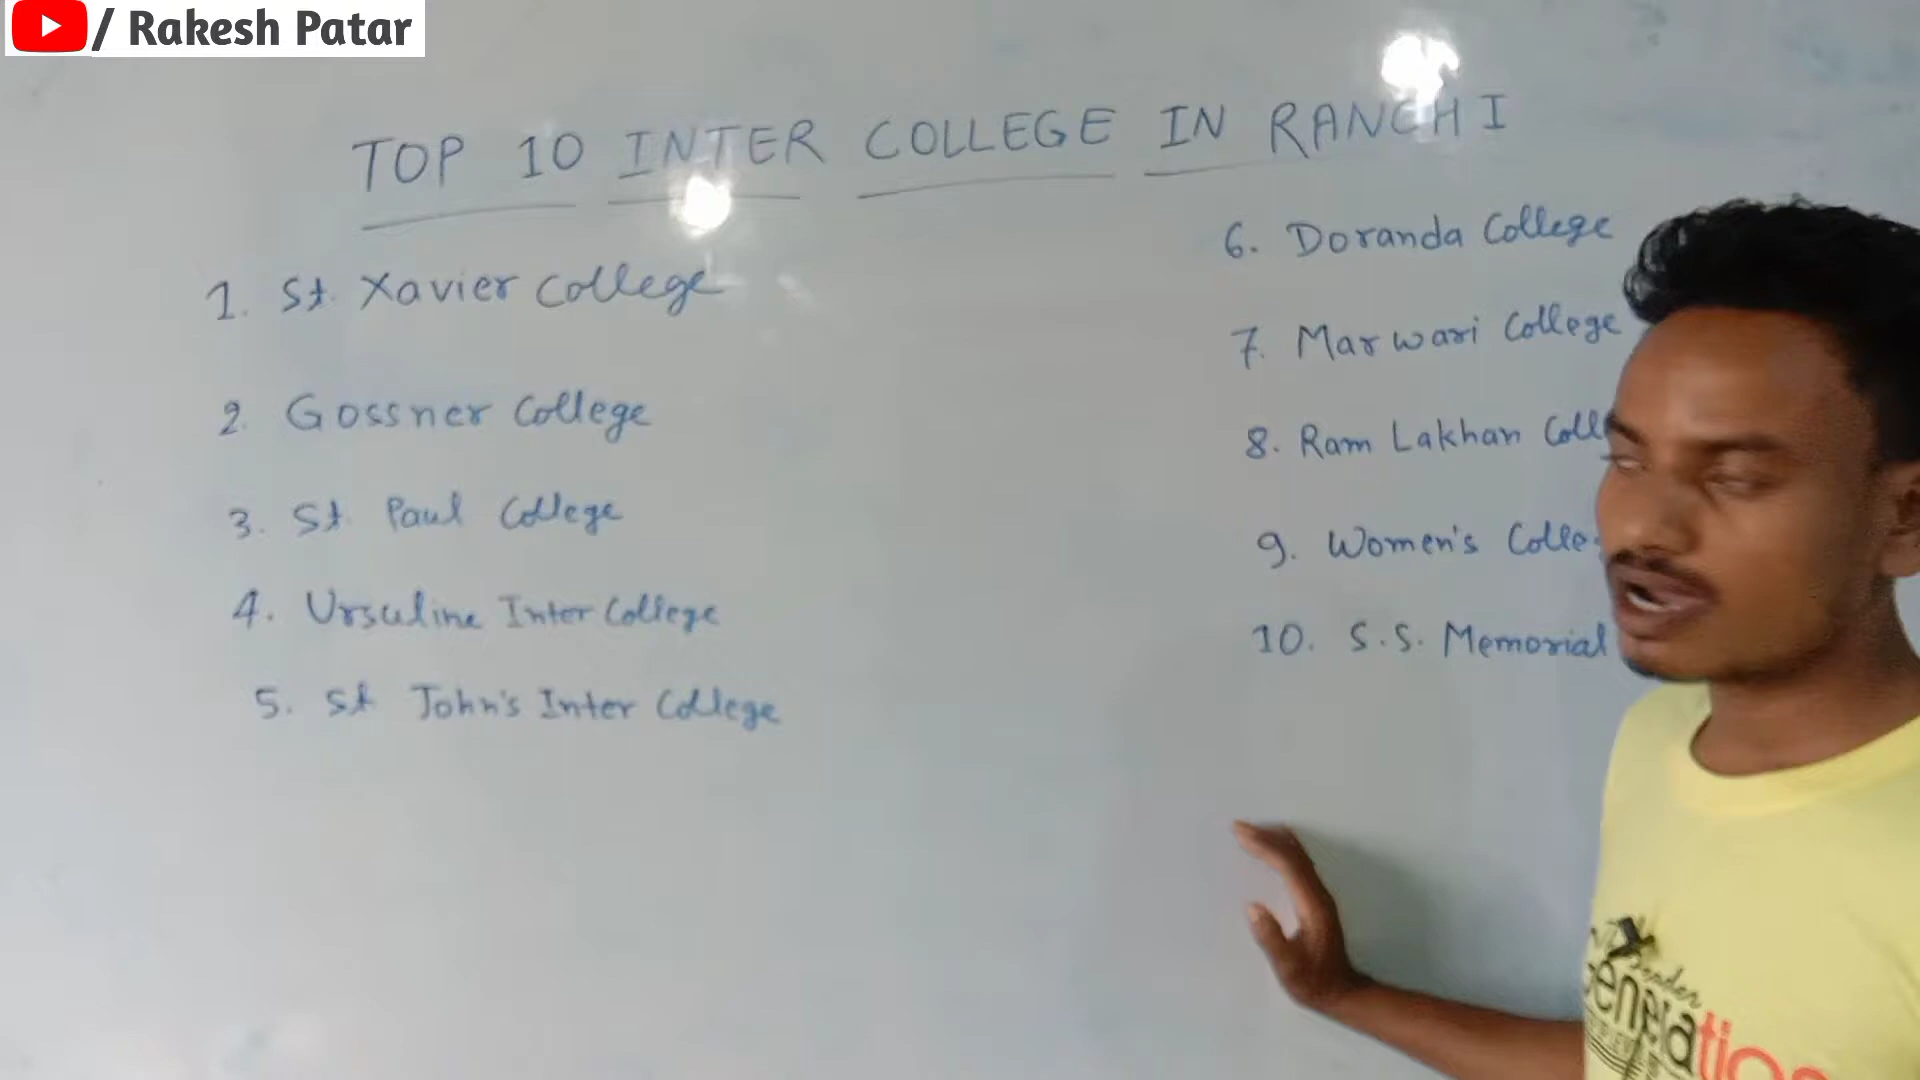 / Rakesh Patar
TOP 10 INTER COLLEGE IN RANCHI
1. St. Xavier College
2. Gossner College
3. St. Paul College
4. Ursuline Inter College
5. St John's Inter College
6. Doranda College
7. Marwari College
8. Ram Lakhan Coll
9. Women's Colle
10. S.S. Memorial